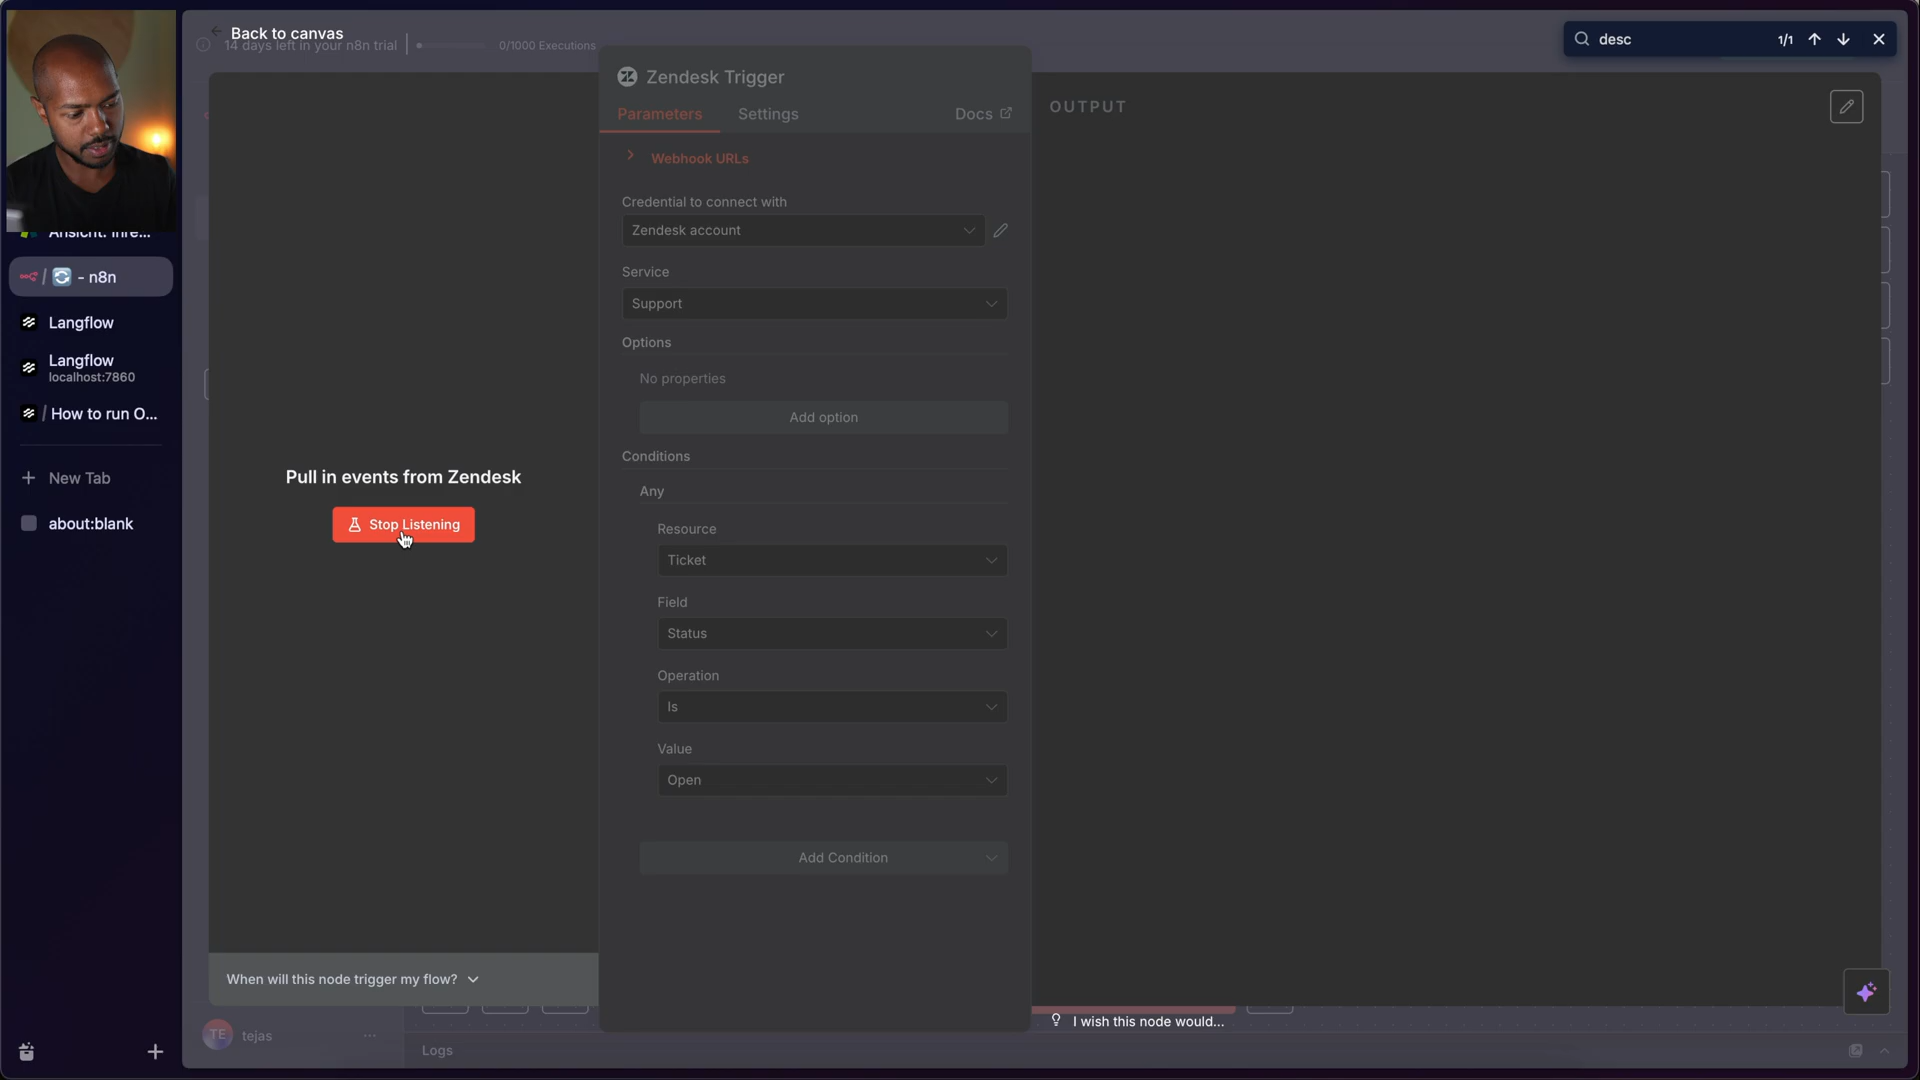 Back to canvas
14 days left in your n8n trial
0/1000 Executions
desc
1/1
Zendesk Trigger
Parameters
Settings
Docs
OUTPUT
Webhook URLs
Credential to connect with
Zendesk account
Service
Support
Options
No properties
Add option
Conditions
Any
Resource
Ticket
Field
Status
Operation
Is
Value
Open
Add Condition
Pull in events from Zendesk
Stop Listening
When will this node trigger my flow?
I wish this node would...
TE
tejas
Logs
Ansicht: Inre...
/ - n8n
Langflow
Langflow
localhost:7860
/ How to run O...
New Tab
about:blank